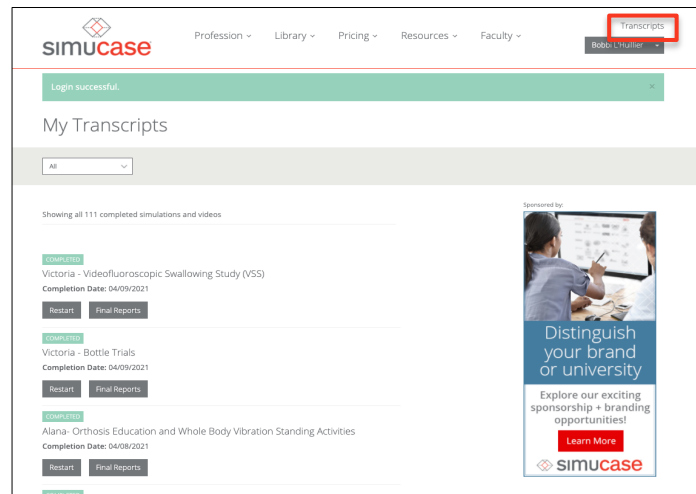 simucase
Profession
Library
Pricing
Resources
Faculty
Transcripts
Bobbi L'Huillier
Login successful.
×
My Transcripts
All
Showing all 111 completed simulations and videos
COMPLETED
Victoria - Videofluoroscopic Swallowing Study (VSS)
Completion Date: 04/09/2021
Restart Final Reports
COMPLETED
Victoria - Bottle Trials
Completion Date: 04/09/2021
Restart Final Reports
COMPLETED
Alana- Orthosis Education and Whole Body Vibration Standing Activities
Completion Date: 04/08/2021
Restart Final Reports
Sponsored by:
Distinguish
your brand
or university
Explore our exciting
sponsorship + branding
opportunities!
Learn More
simucase